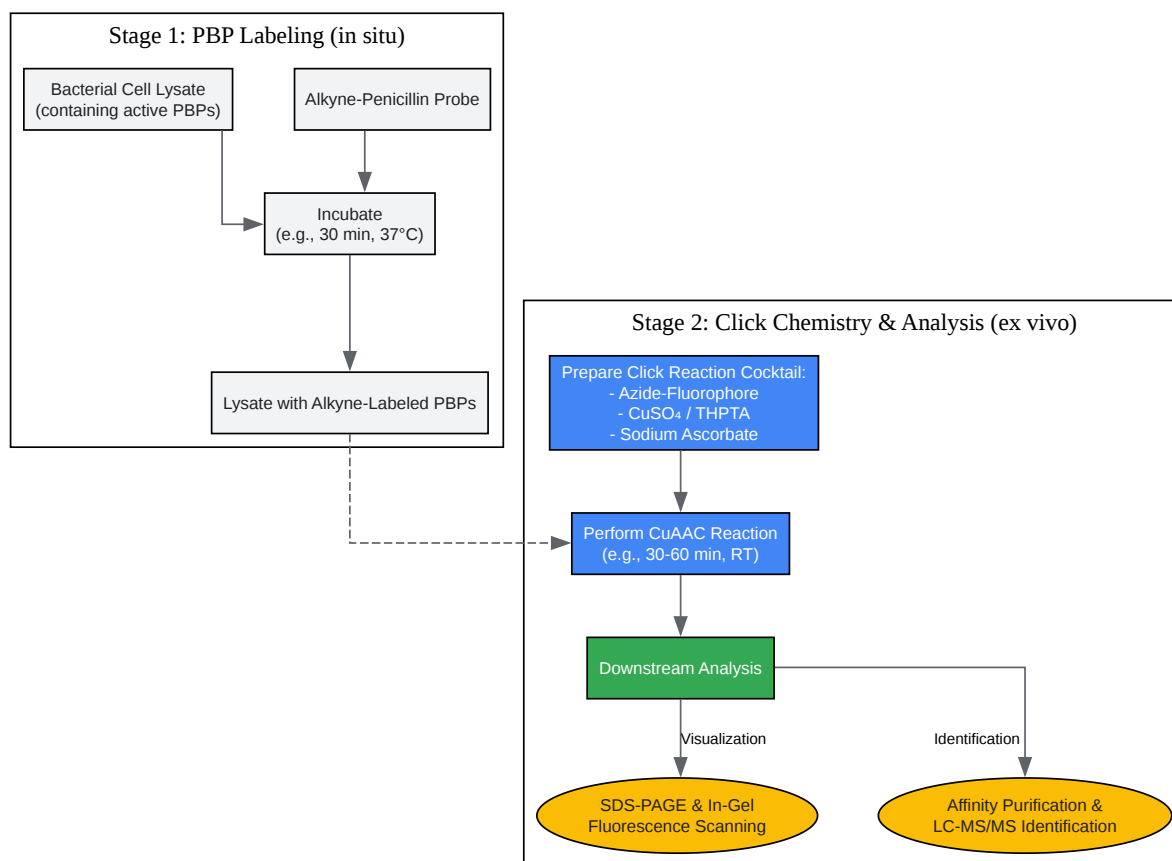 Stage 1: PBP Labeling (in situ)
Bacterial Cell Lysate
(containing active PBPs)
Alkyne-Penicillin Probe
Incubate
(e.g., 30 min, 37°C)
Lysate with Alkyne-Labeled PBPs
Stage 2: Click Chemistry & Analysis (ex vivo)
Prepare Click Reaction Cocktail:
- Azide-Fluorophore
- CuSO₄ / THPTA
- Sodium Ascorbate
Perform CuAAC Reaction
(e.g., 30-60 min, RT)
Downstream Analysis
Visualization
Identification
SDS-PAGE & In-Gel
Fluorescence Scanning
Affinity Purification &
LC-MS/MS Identification